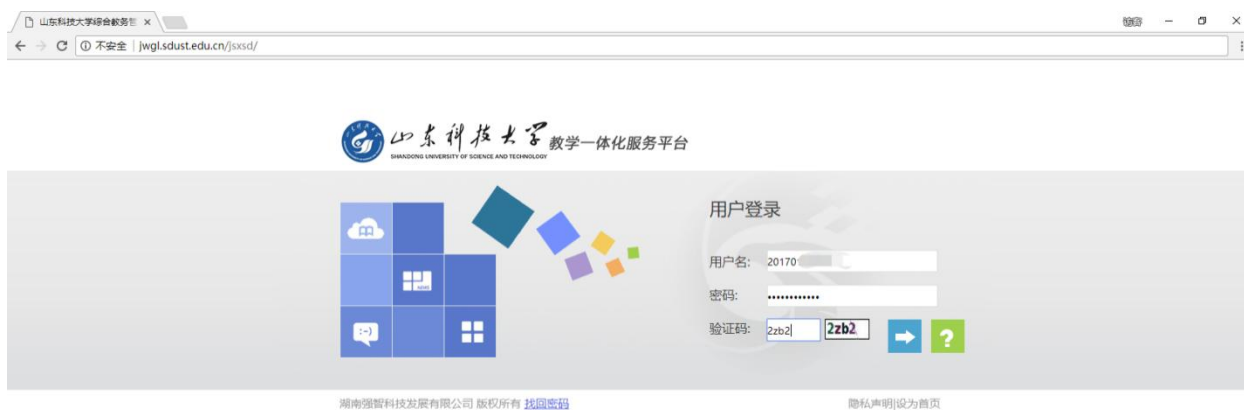 山东科技大学综合教务
不安全 | jwgl.sdust.edu.cn/jsxsd/
山东科技大学 教学一体化服务平台
SHANDONG UNIVERSITY OF SCIENCE AND TECHNOLOGY
用户登录
用户名: 20170
密码: ••••••••••••
验证码: 2zb2 2zb2
:-)
?
湖南强智科技发展有限公司 版权所有 找回密码
隐私声明|设为首页